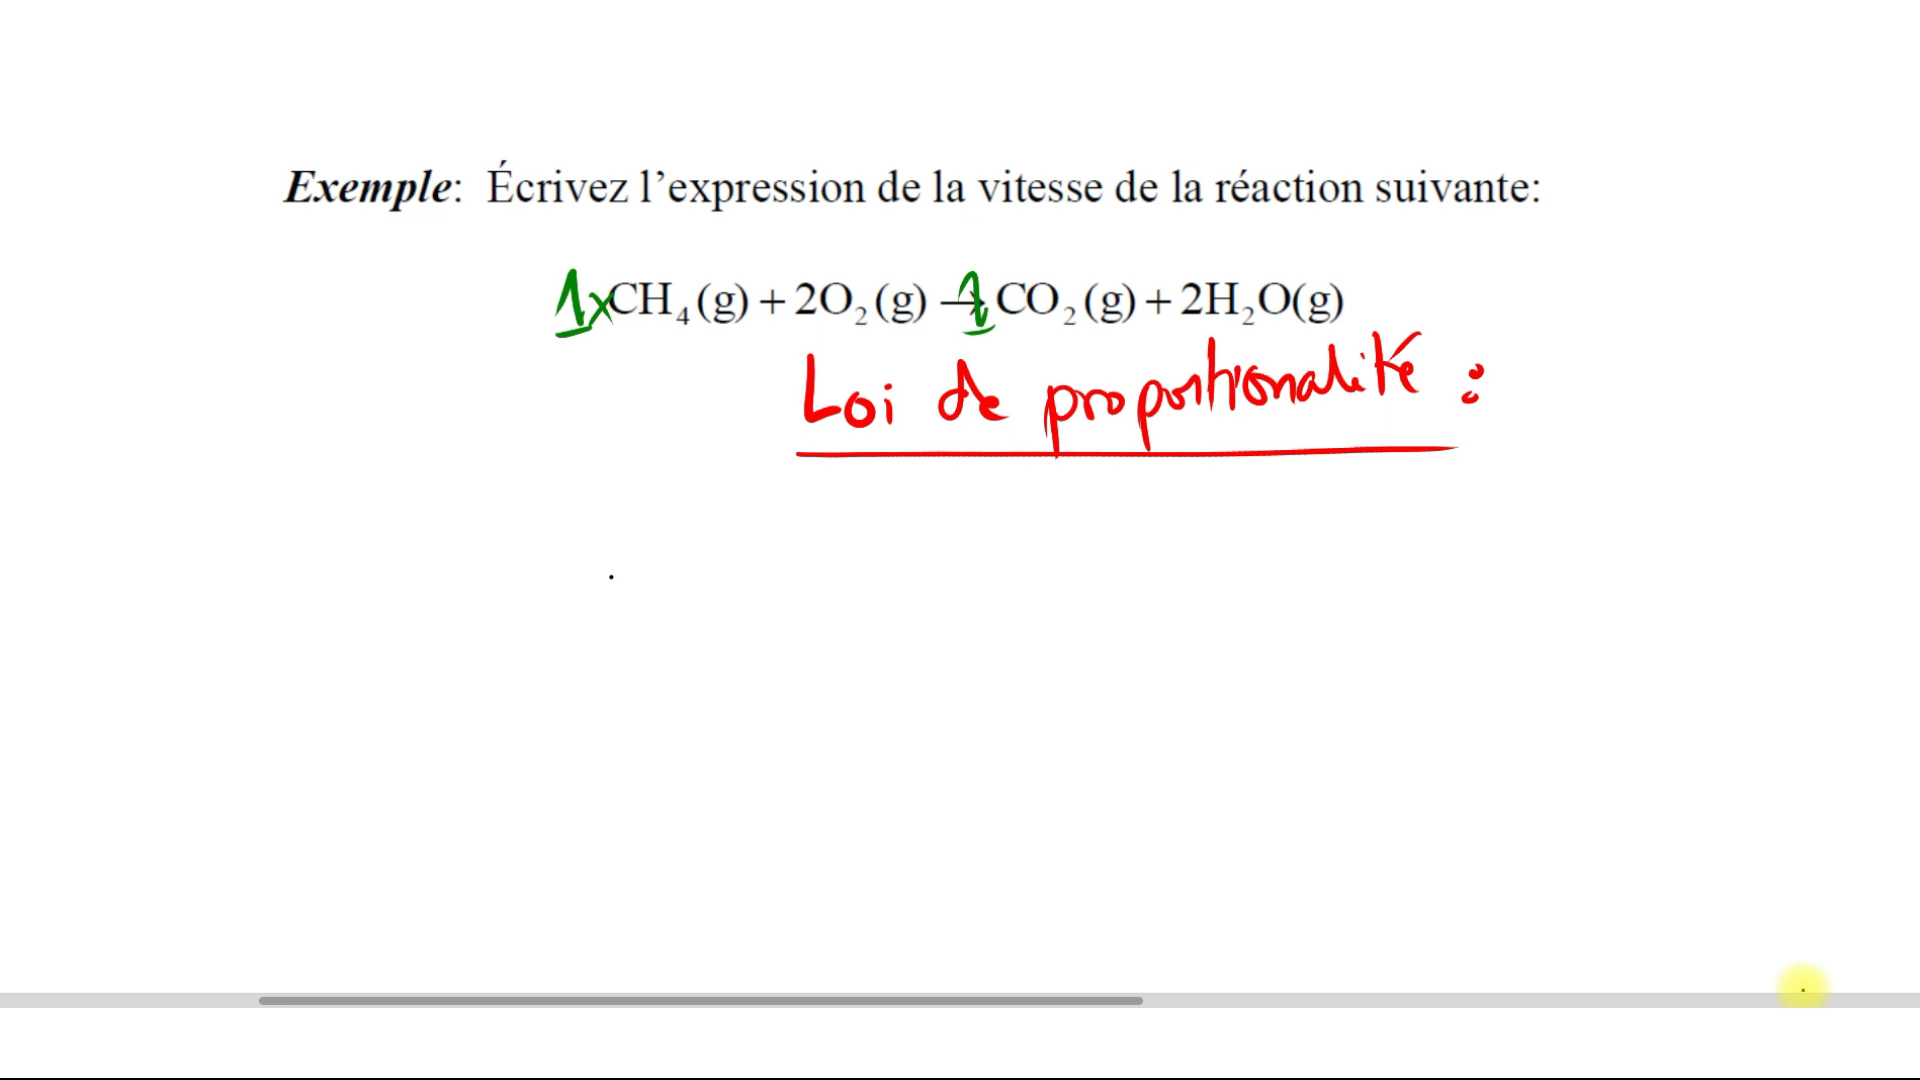 Exemple: Écrivez l’expression de la vitesse de la réaction suivante:
1xCH₄(g) + 2O₂(g) → 1 CO₂(g) + 2H₂O(g)
Loi de proportionalité :